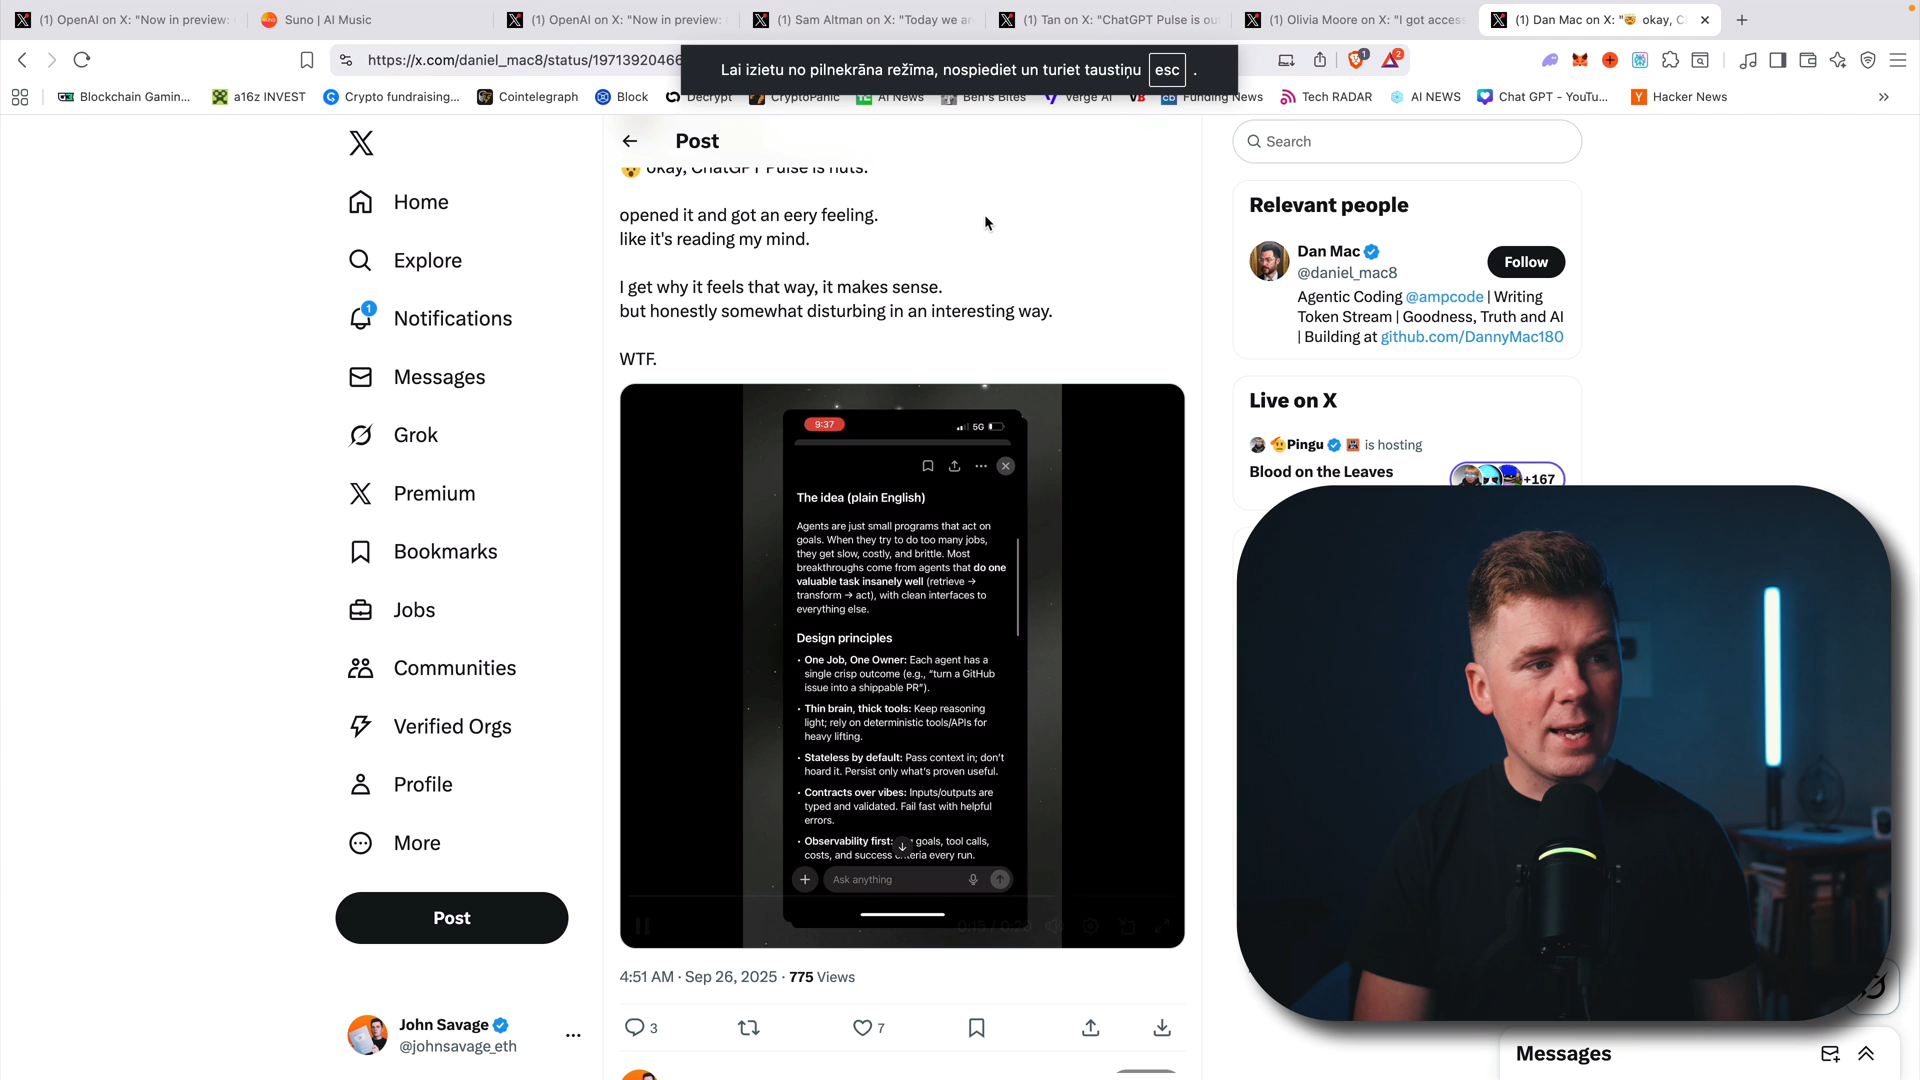 (1) OpenAI on X: "Now in preview:
Suno | AI Music
(1) OpenAI on X: "Now in preview:
(1) Sam Altman on X: "Today we an
(1) Tan on X: "ChatGPT Pulse is out
(1) Olivia Moore on X: "I got access
(1) Dan Mac on X: "🤯 okay, C
https://x.com/daniel_mac8/status/19713920466
Lai izietu no pilnekrāna režīma, nospiediet un turiet taustiņu esc .
1
2
Blockchain Gamin...
a16z INVEST
Crypto fundraising...
Cointelegraph
Block
Decrypt
CryptoPanic
AI News
Ben's Bites
Verge AI
Funding News
Tech RADAR
AI NEWS
Chat GPT - YouTu...
Hacker News
Home
Explore
1
Notifications
Messages
Grok
Premium
Bookmarks
Jobs
Communities
Verified Orgs
Profile
More
Post
John Savage
@johnsavage_eth
Post
okay, ChatGPT Pulse is nuts.
opened it and got an eery feeling.
like it's reading my mind.
I get why it feels that way, it makes sense.
but honestly somewhat disturbing in an interesting way.
WTF.
9:37
5G
The idea (plain English)
Agents are just small programs that act on
goals. When they try to do too many jobs,
they get slow, costly, and brittle. Most
breakthroughs come from agents that do one
valuable task insanely well (retrieve →
transform → act), with clean interfaces to
everything else.
Design principles
• One Job, One Owner: Each agent has a
single crisp outcome (e.g., "turn a GitHub
issue into a shippable PR").
• Thin brain, thick tools: Keep reasoning
light; rely on deterministic tools/APIs for
heavy lifting.
• Stateless by default: Pass context in; don't
hoard it. Persist only what's proven useful.
• Contracts over vibes: Inputs/outputs are
typed and validated. Fail fast with helpful
errors.
• Observability first: goals, tool calls,
costs, and success criteria every run.
Ask anything
4:51 AM · Sep 26, 2025 · 775 Views
3
7
Search
Relevant people
Dan Mac
@daniel_mac8
Follow
Agentic Coding @ampcode | Writing
Token Stream | Goodness, Truth and AI
| Building at github.com/DannyMac180
Live on X
Pingu is hosting
Blood on the Leaves
+167
Messages